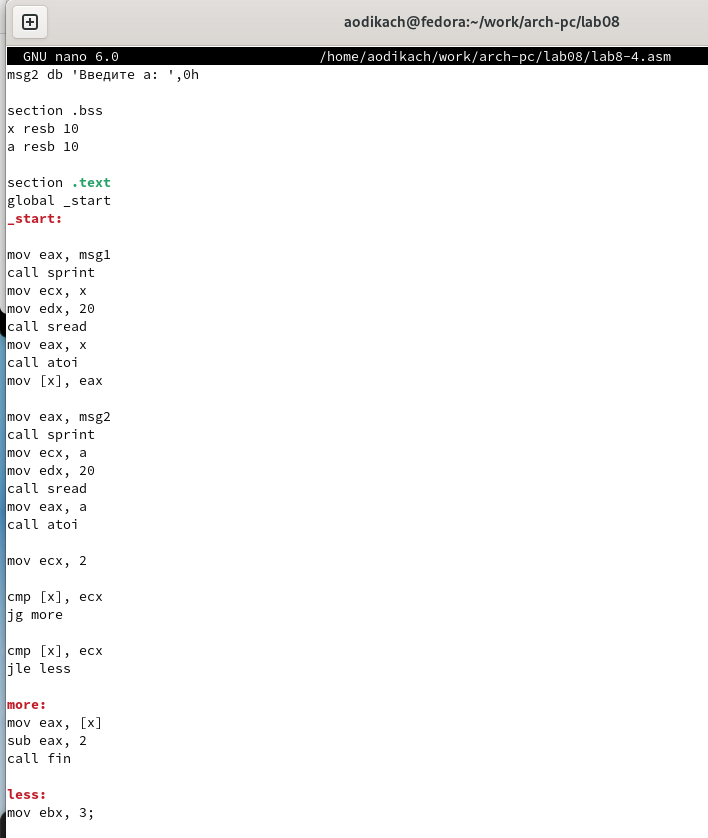 aodikach@fedora:~/work/arch-pc/lab08
GNU nano 6.0 /home/aodikach/work/arch-pc/lab08/lab8-4.asm
msg2 db 'Введите a: ',0h
section .bss
x resb 10
a resb 10
section .text
global _start
_start:
mov eax, msg1
call sprint
mov ecx, x
mov edx, 20
call sread
mov eax, x
call atoi
mov [x], eax
mov eax, msg2
call sprint
mov ecx, a
mov edx, 20
call sread
mov eax, a
call atoi
mov ecx, 2
cmp [x], ecx
jg more
cmp [x], ecx
jle less
more:
mov eax, [x]
sub eax, 2
call fin
less:
mov ebx, 3;